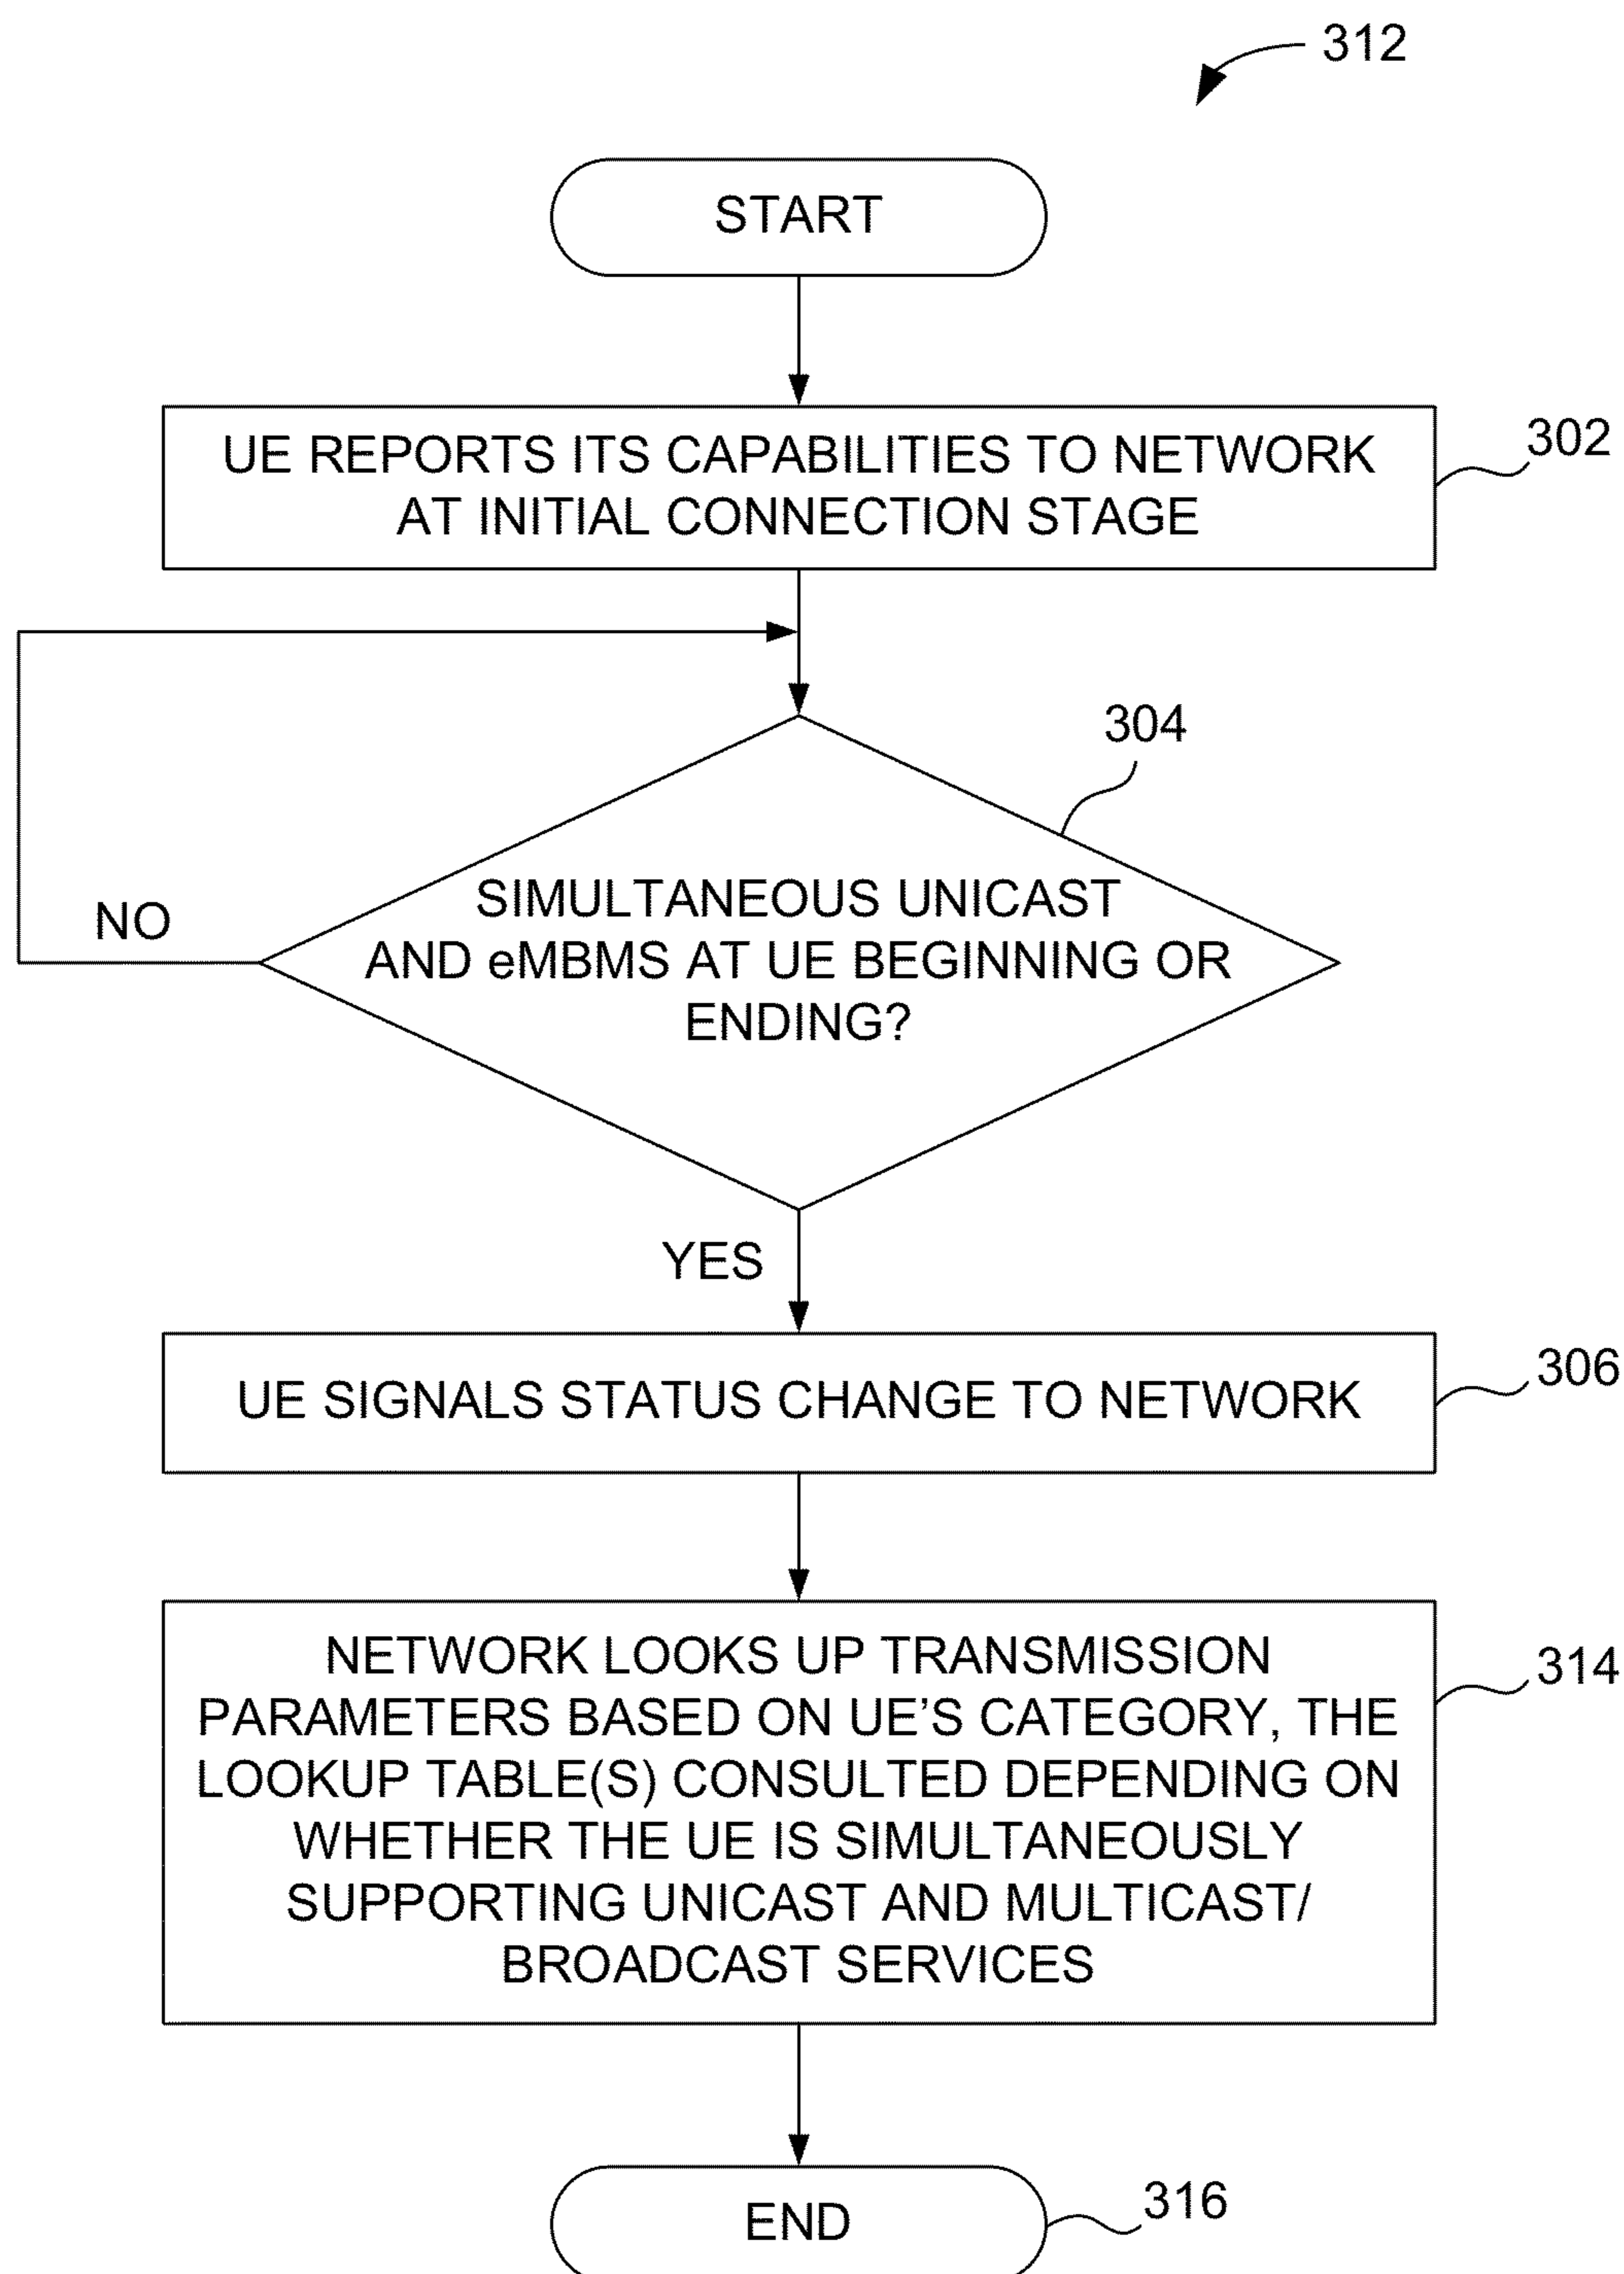 312
START
UE REPORTS ITS CAPABILITIES TO NETWORK
AT INITIAL CONNECTION STAGE
302
304
SIMULTANEOUS UNICAST
AND eMBMS AT UE BEGINNING OR
ENDING?
NO
YES
UE SIGNALS STATUS CHANGE TO NETWORK
306
NETWORK LOOKS UP TRANSMISSION
PARAMETERS BASED ON UE'S CATEGORY, THE
LOOKUP TABLE(S) CONSULTED DEPENDING ON
WHETHER THE UE IS SIMULTANEOUSLY
SUPPORTING UNICAST AND MULTICAST/
BROADCAST SERVICES
314
END
316